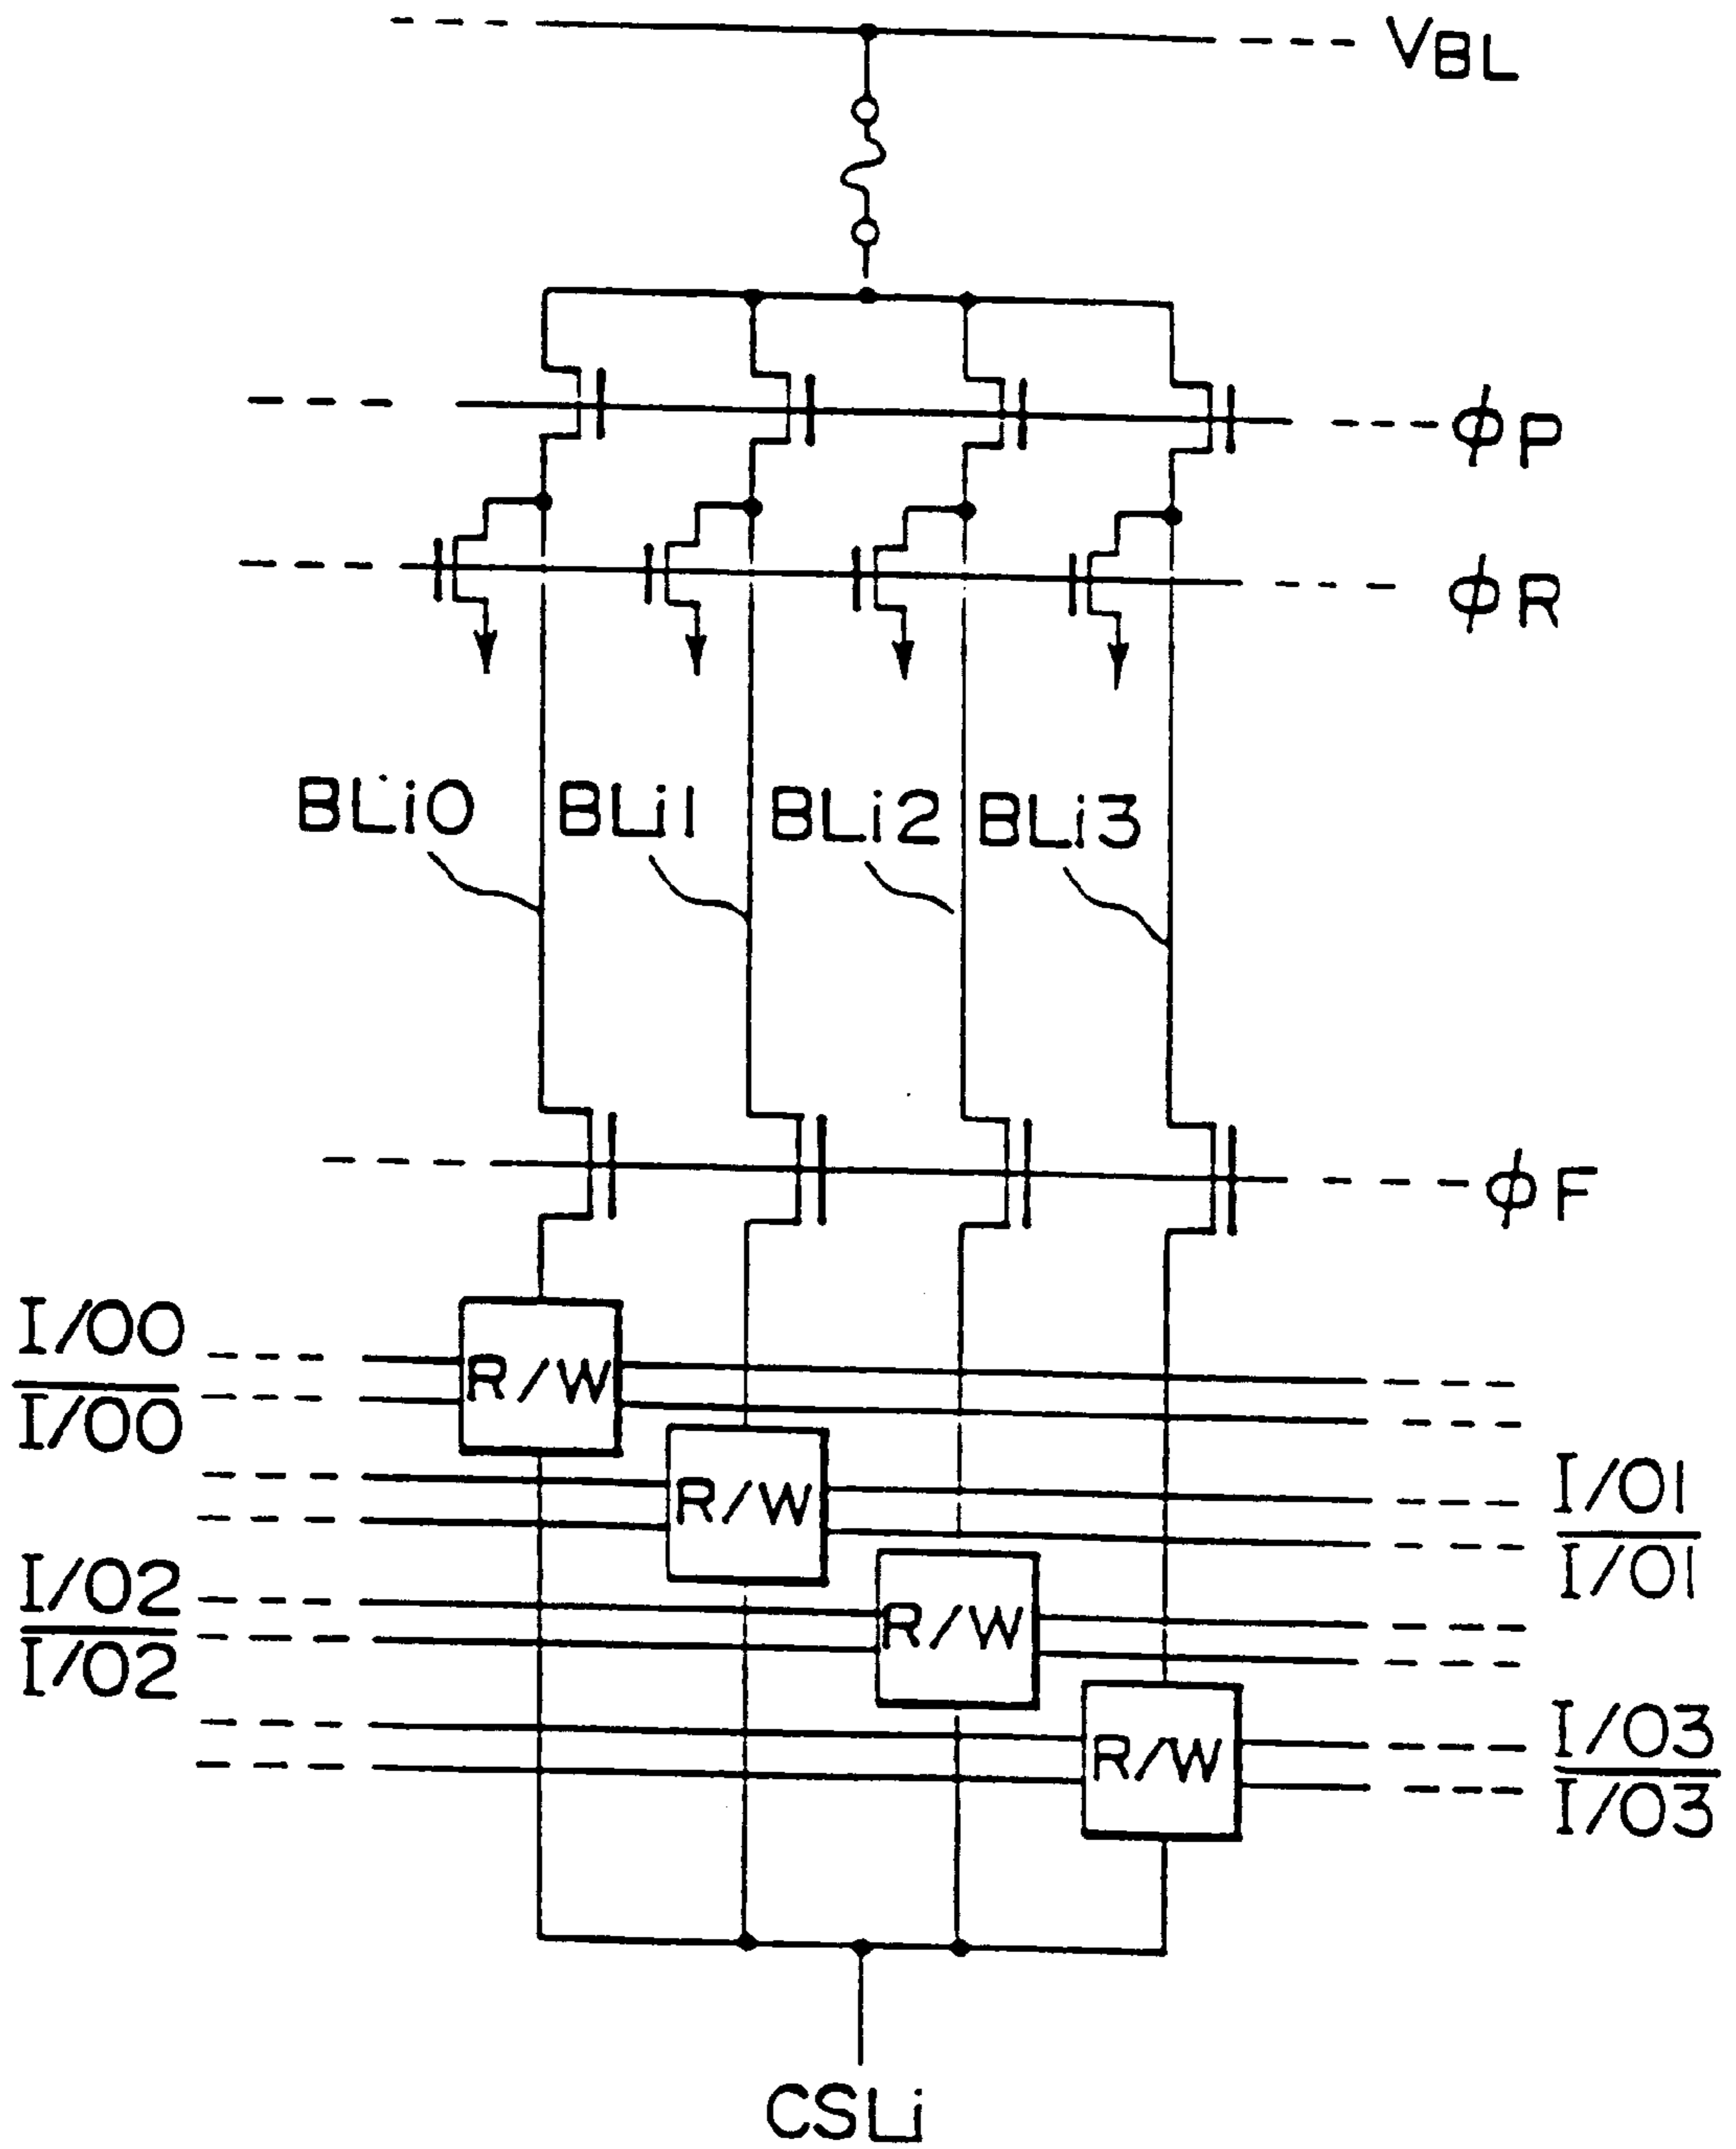 VBL
ϕP
ϕR
BLi0 BLi1 BLi2 BLi3
ϕF
I/O0
R/W
I/O0
I/O1
R/W
I/O1
I/O2
R/W
I/O2
I/O3
R/W
I/O3
CSLi